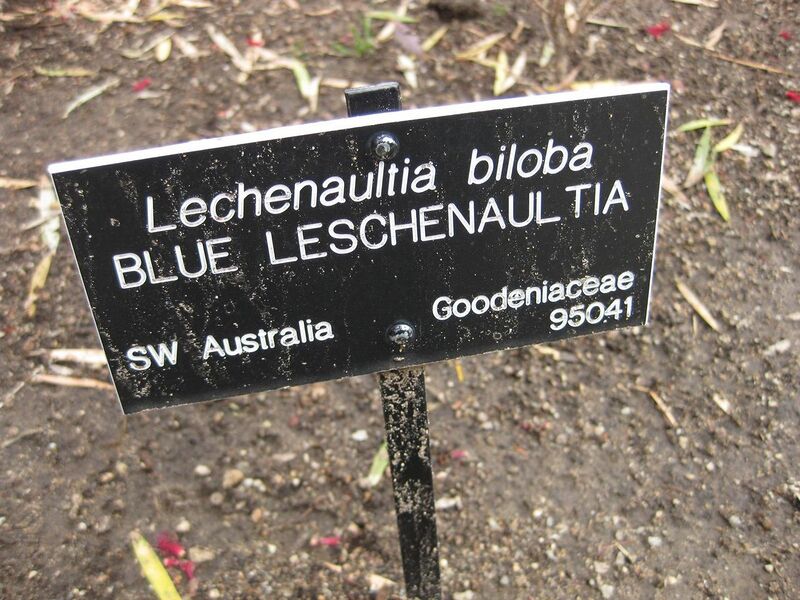 Lechenaultia biloba
BLUE LESCHENAULTIA
SW Australia
Goodeniaceae
95041